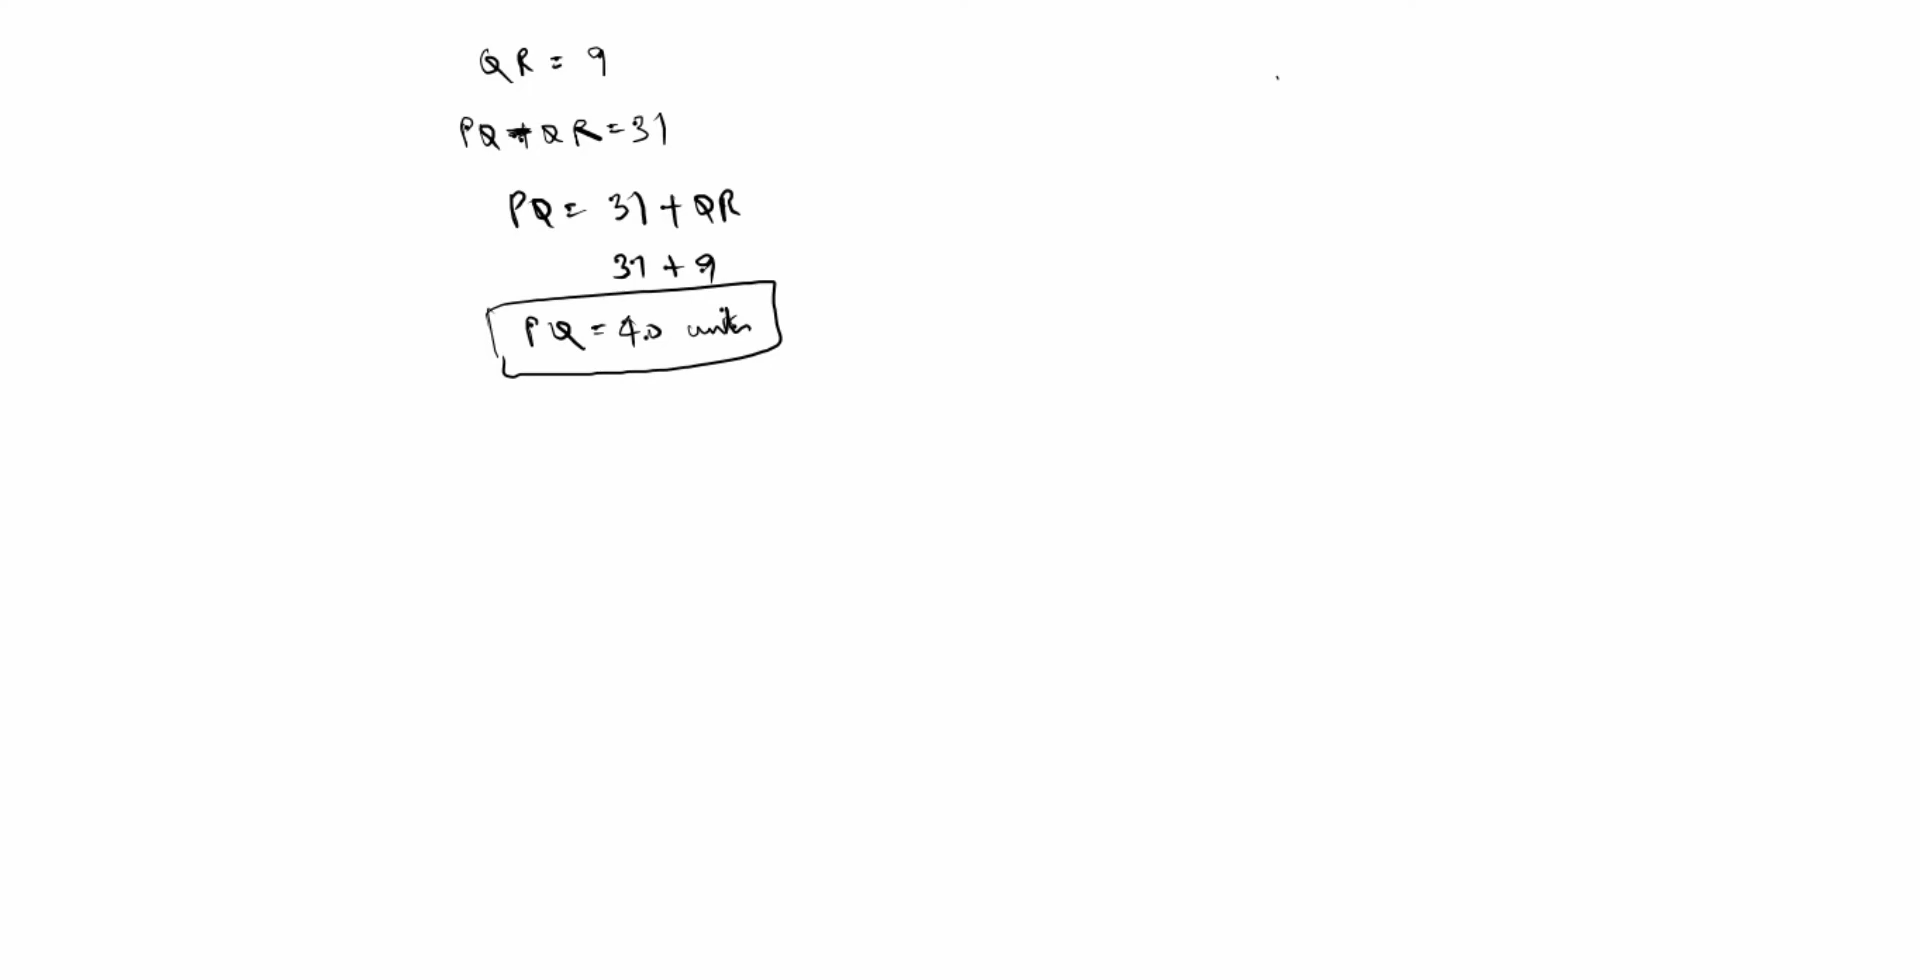 QR = 9
PQ - QR = 31
PQ = 31 + QR
31 + 9
PQ = 40 units